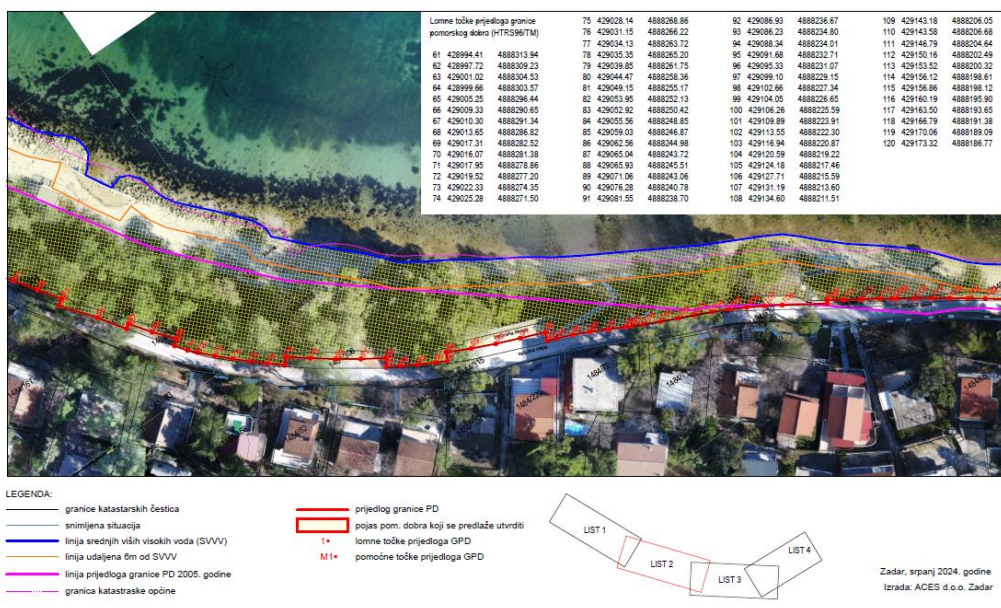 Lomne točke prijedloga granice
pomorskog dobra (HTRS96/TM)
61 428994.41 4888313.94
62 428997.72 4888309.23
63 429001.02 4888304.53
64 428999.66 4888303.57
65 429005.25 4888296.44
66 429009.33 4888290.65
67 429010.30 4888291.34
68 429013.65 4888286.82
69 429017.31 4888282.52
70 429016.07 4888281.38
71 429017.95 4888278.86
72 429019.52 4888277.20
73 429022.33 4888274.35
74 429025.28 4888271.50
75 429028.14 4888268.86
76 429031.15 4888266.22
77 429034.13 4888263.72
78 429035.35 4888265.20
79 429039.85 4888261.75
80 429044.47 4888258.36
81 429049.15 4888255.17
82 429053.95 4888252.13
83 429052.92 4888250.42
84 429055.56 4888248.85
85 429059.03 4888246.87
86 429062.56 4888244.98
87 429065.04 4888243.72
88 429065.93 4888245.51
89 429071.06 4888243.06
90 429076.28 4888240.78
91 429081.55 4888238.70
92 429086.93 4888236.67
93 429086.23 4888234.80
94 429088.34 4888234.01
95 429091.68 4888232.71
96 429095.33 4888231.07
97 429099.10 4888229.15
98 429102.66 4888227.34
99 429104.05 4888226.65
100 429106.26 4888225.59
101 429109.89 4888223.91
102 429113.55 4888222.30
103 429116.94 4888220.87
104 429120.59 4888219.22
105 429124.18 4888217.46
106 429127.71 4888215.59
107 429131.19 4888213.60
108 429134.60 4888211.51
109 429143.18 4888206.05
110 429143.58 4888206.68
111 429146.79 4888204.64
112 429150.16 4888202.49
113 429153.52 4888200.32
114 429156.12 4888198.61
115 429156.86 4888198.12
116 429160.19 4888195.90
117 429163.50 4888193.65
118 429166.79 4888191.38
119 429170.06 4888189.09
120 429173.32 4888186.77
LEGENDA:
granice katastarskih čestica
snimljena situacija
linija srednjih viših visokih voda (SVVV)
linija udaljena 6m od SVVV
linija prijedloga granice PD 2005. godine
granica katastraske općine
prijedlog granice PD
pojas pom. dobra koji se predlaže utvrditi
1• lomne točke prijedloga GPD
M1• pomoćne točke prijedloga GPD
LIST 1
LIST 2
LIST 3
LIST 4
Zadar, srpanj 2024. godine
Izrada: ACES d.o.o. Zadar